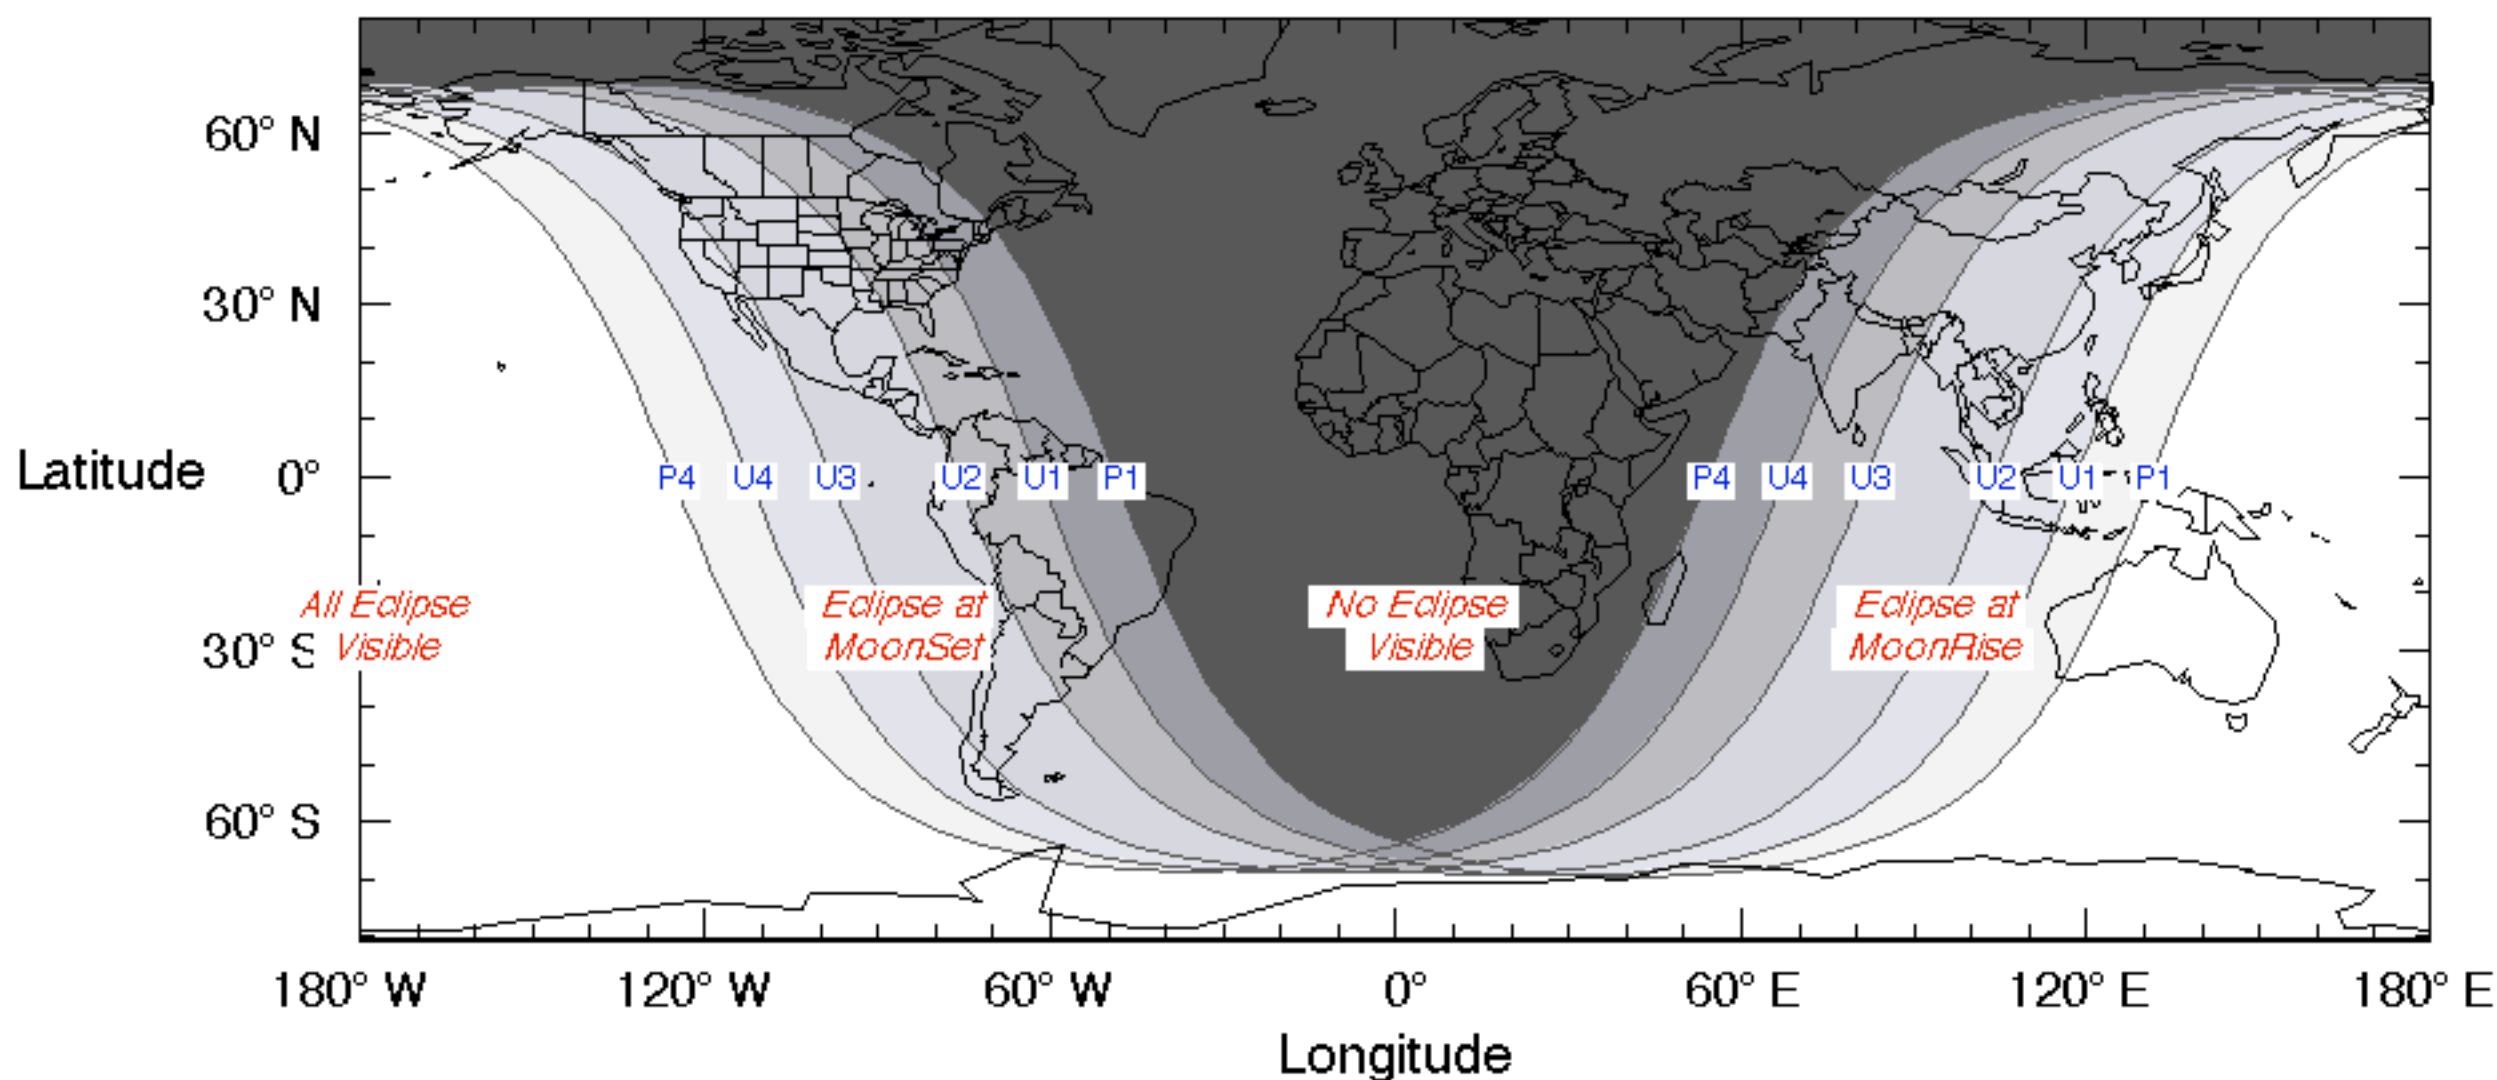 60° N
30° N
Latitude 0°
P4 U4 U3 U2 U1 P1 P4 U4 U3 U2 U1 P1
All Eclipse Eclipse at No Eclipse Eclipse at
30° S Visible MoonSet Visible MoonRise
60° S
180° W 120° W 60° W 0° 60° E 120° E 180° E
Longitude